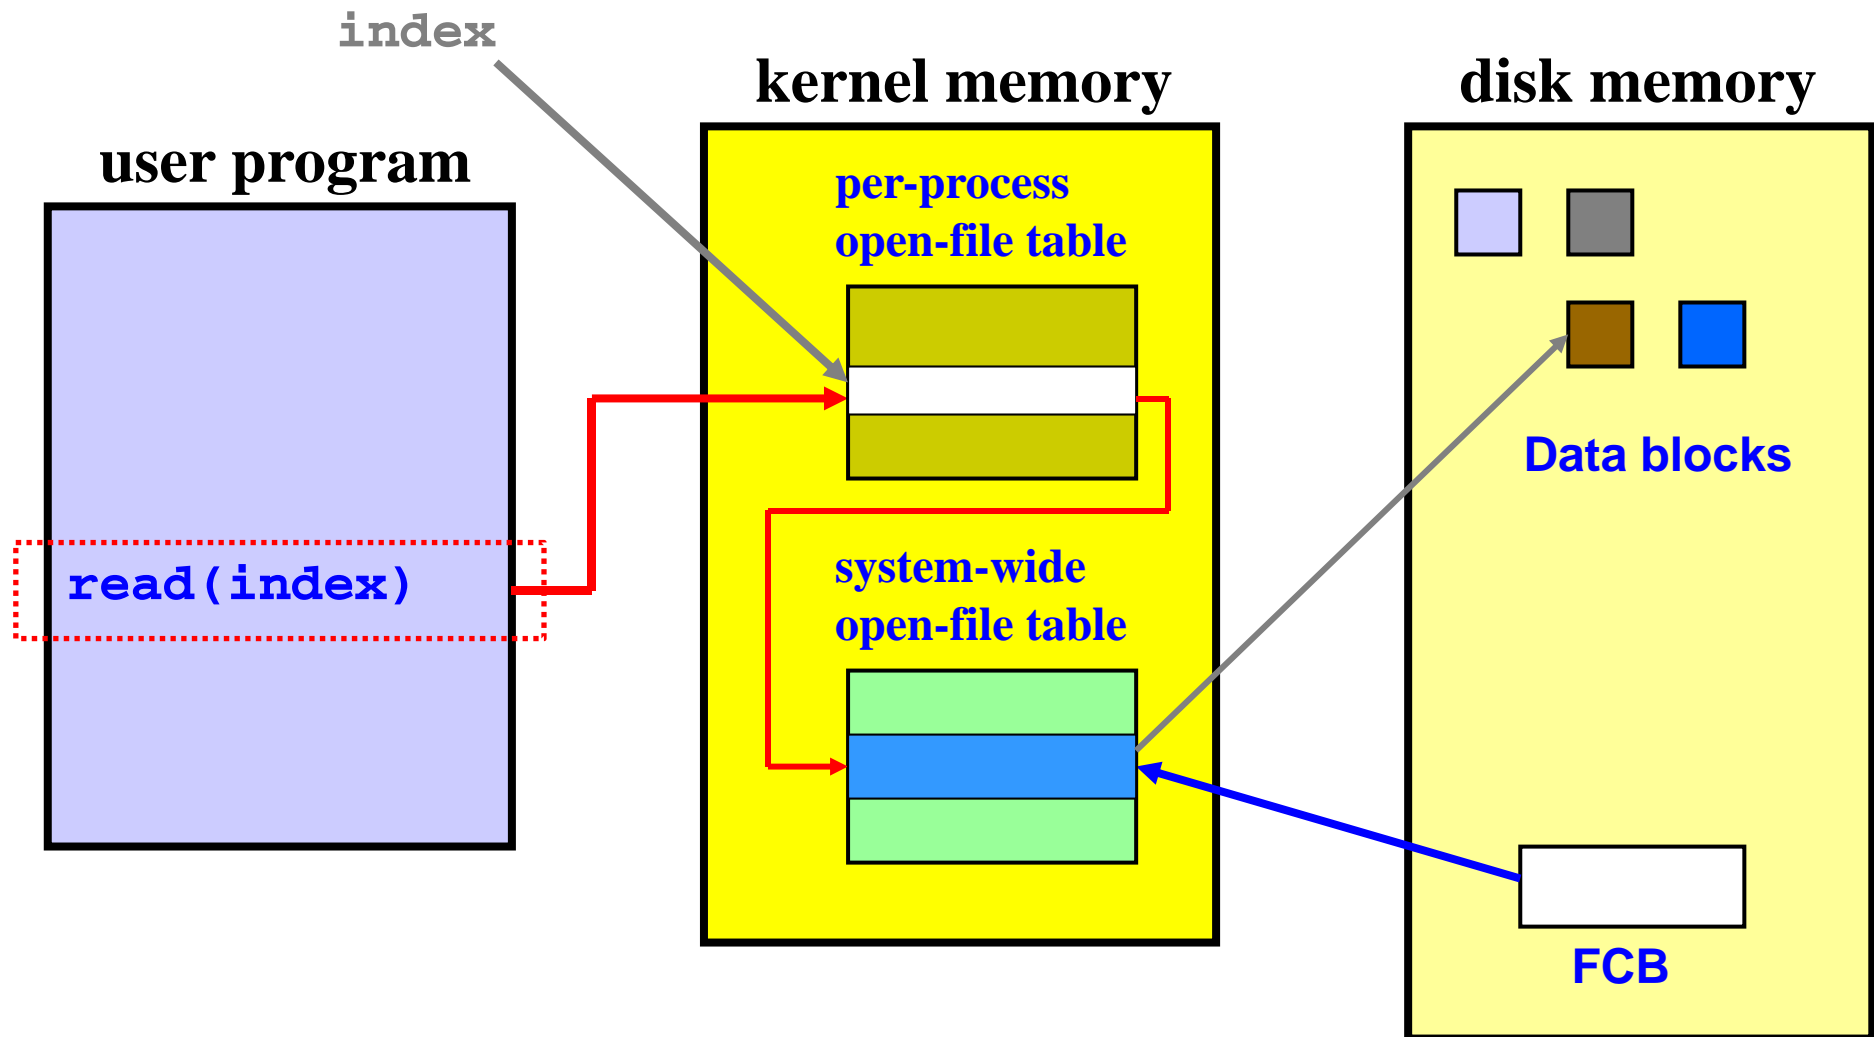 index
kernel memory
disk memory
user program
per-process
open-file table
Data blocks
read(index)
system-wide
open-file table
FCB